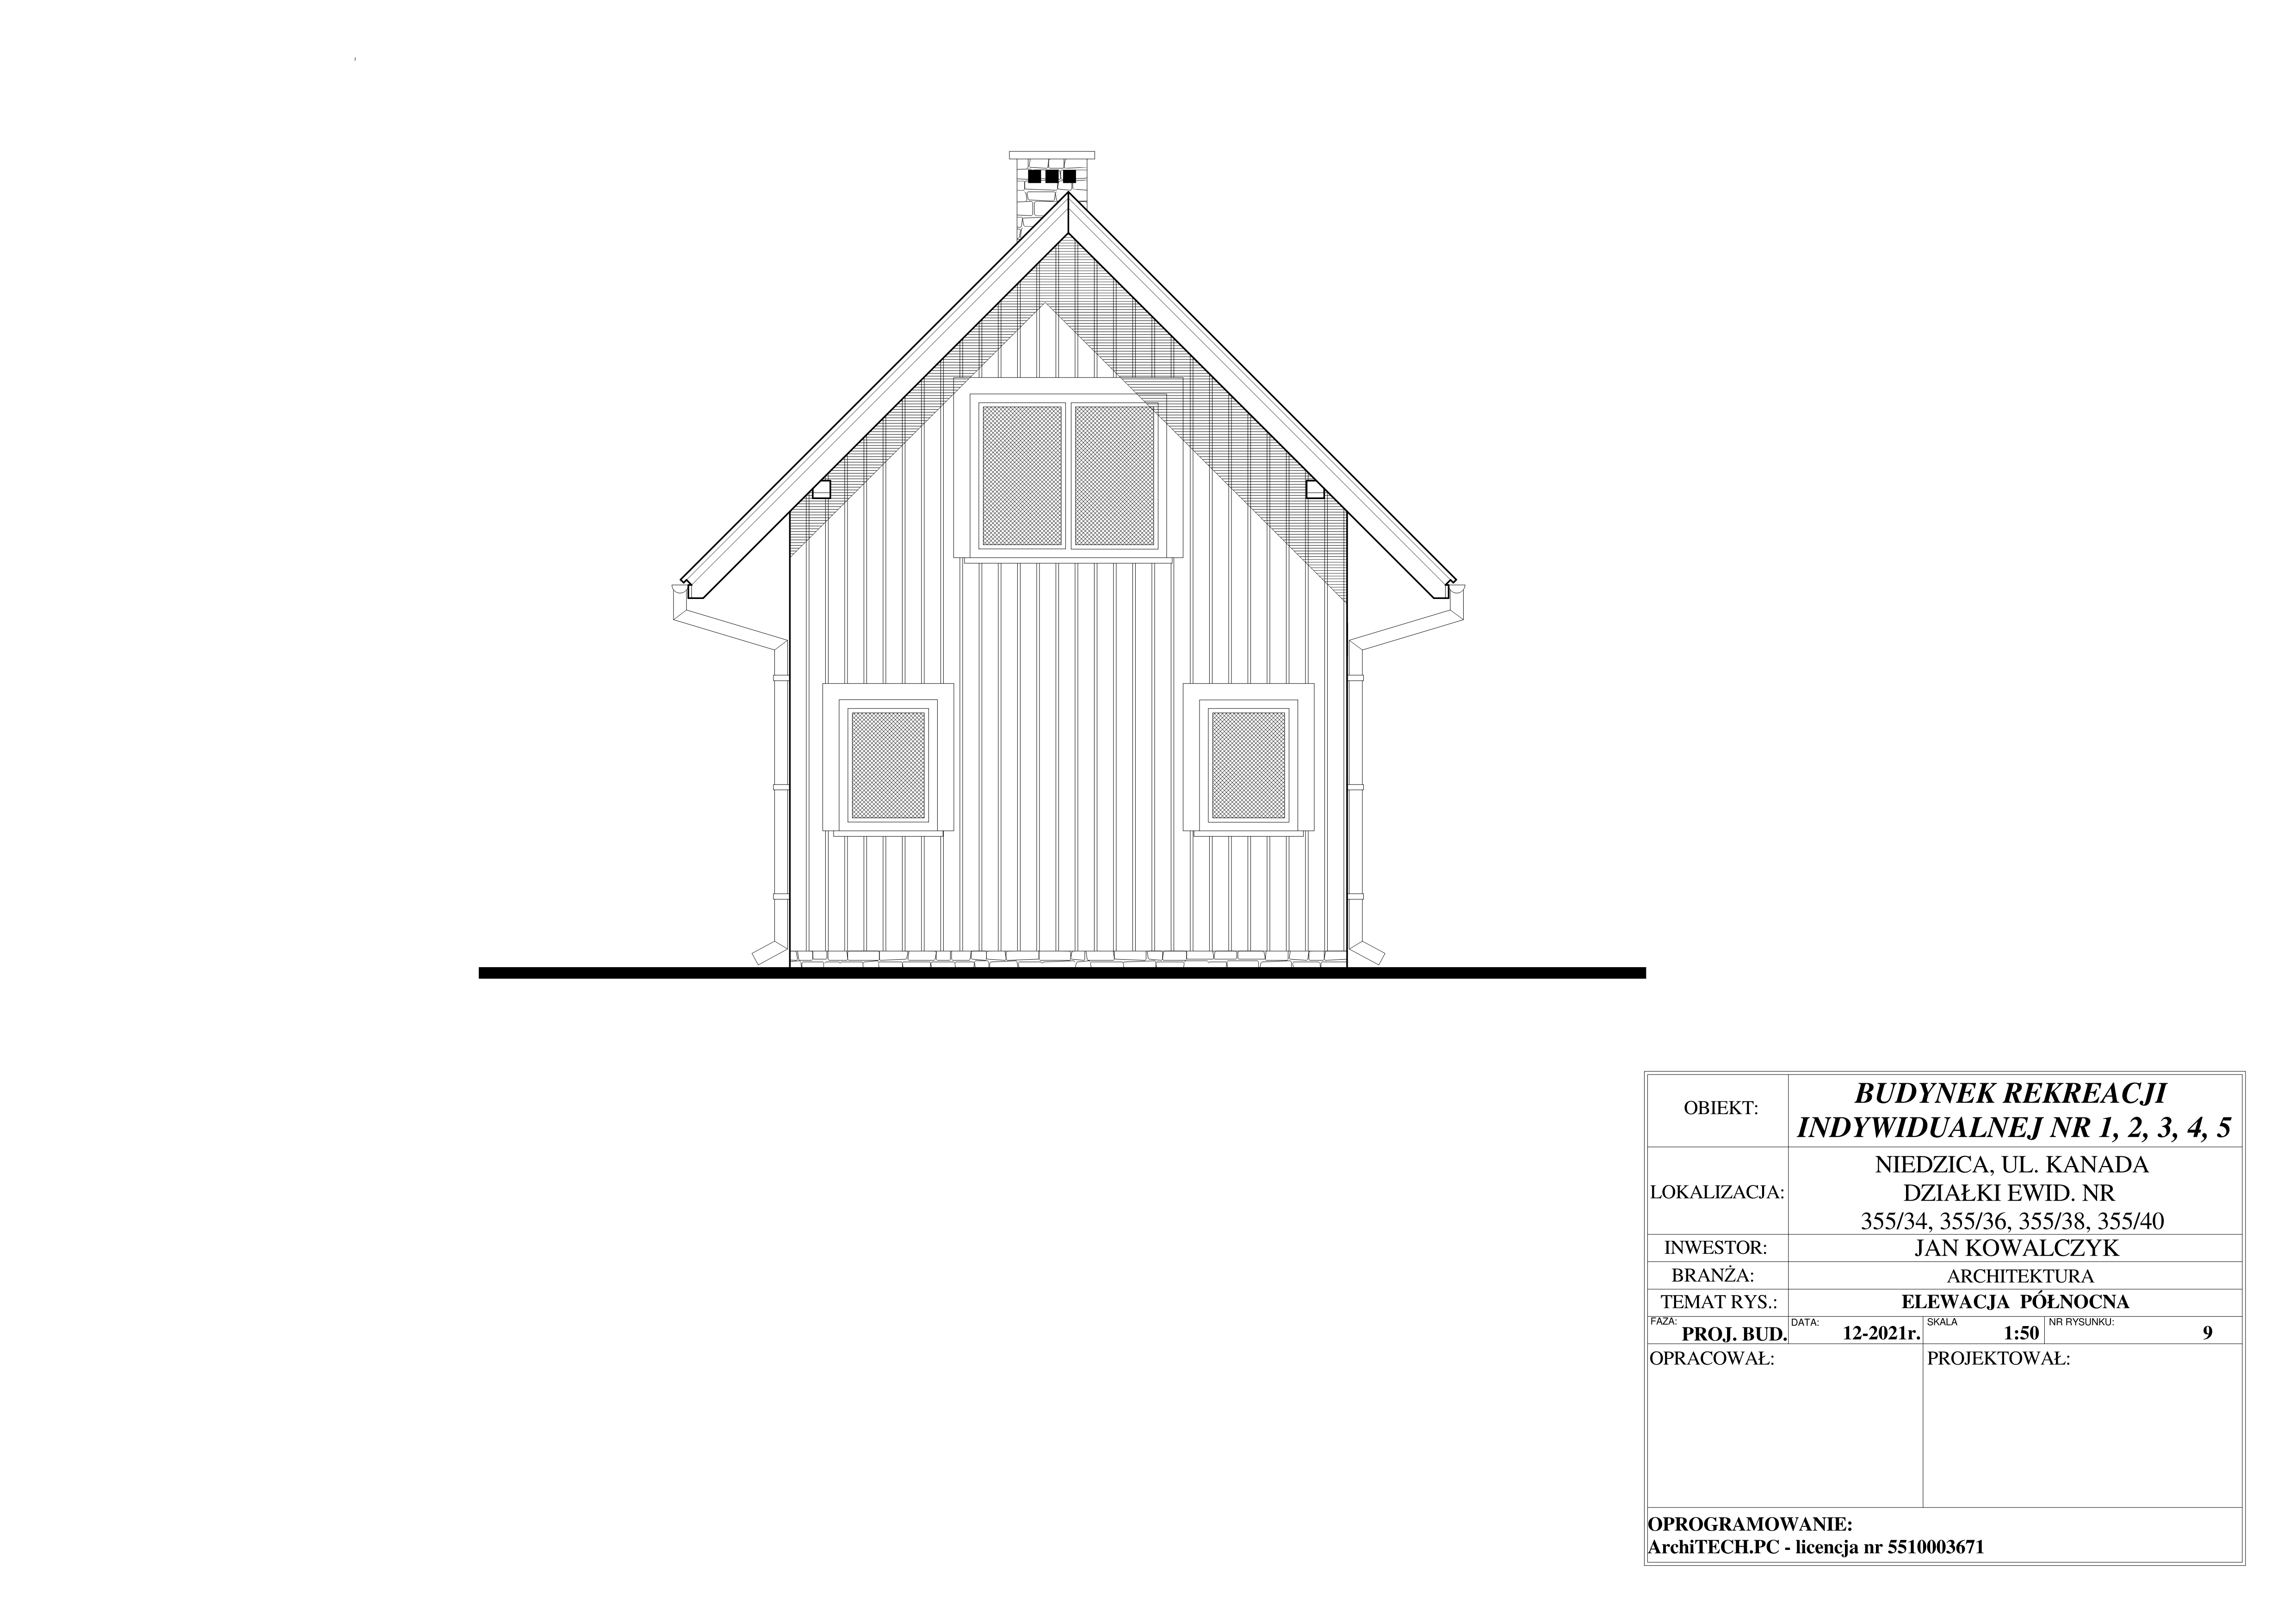 OBIEKT:
BUDYNEK REKREACJI
INDYWIDUALNEJ NR 1, 2, 3, 4, 5
LOKALIZACJA:
NIEDZICA, UL. KANADA
DZIAŁKI EWID. NR
355/34, 355/36, 355/38, 355/40
INWESTOR:
JAN KOWALCZYK
BRANŻA:
ARCHITEKTURA
TEMAT RYS.:
ELEWACJA PÓŁNOCNA
FAZA:
PROJ. BUD.
DATA:
12-2021r.
SKALA
1:50
NR RYSUNKU:
9
OPRACOWAŁ:
PROJEKTOWAŁ:
OPROGRAMOWANIE:
ArchiTECH.PC - licencja nr 5510003671